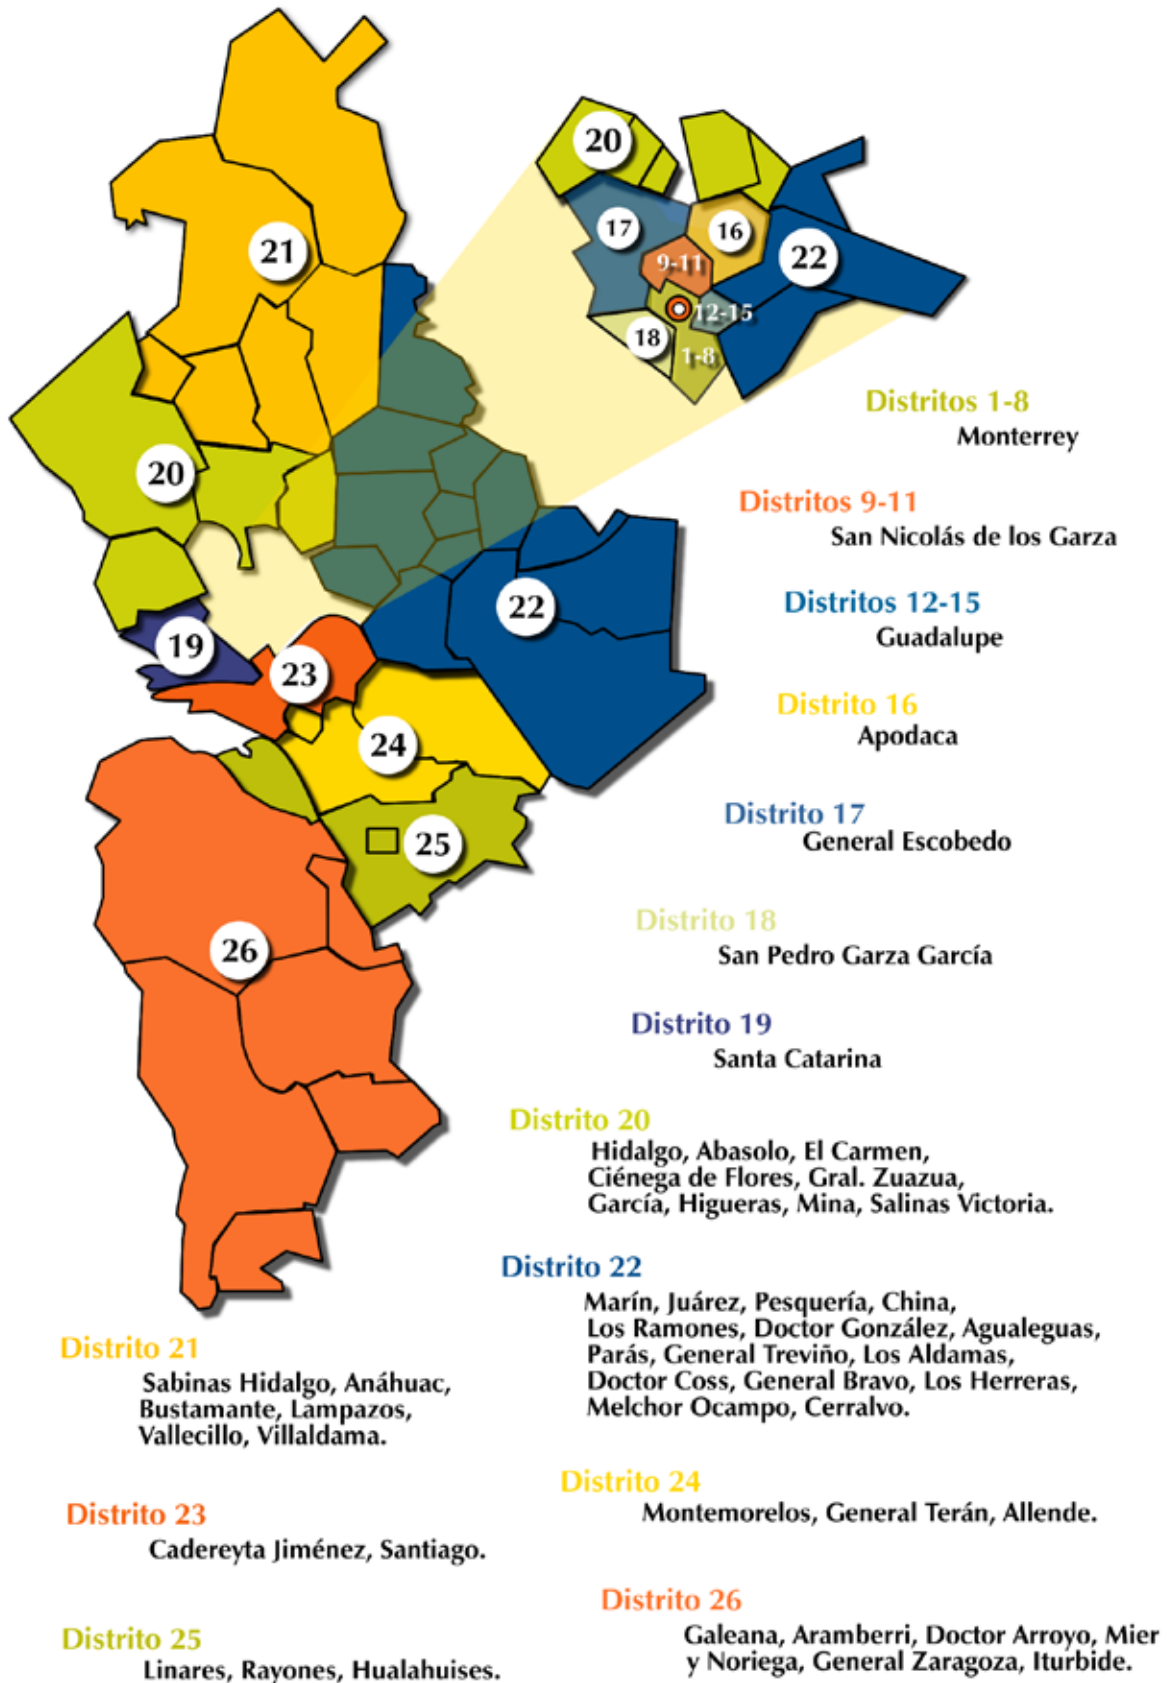 21
20
19
23
22
24
25
26
20
17
16
22
9-11
12-15
18
1-8
Distritos 1-8
Monterrey
Distritos 9-11
San Nicolás de los Garza
Distritos 12-15
Guadalupe
Distrito 16
Apodaca
Distrito 17
General Escobedo
Distrito 18
San Pedro Garza García
Distrito 19
Santa Catarina
Distrito 20
Hidalgo, Abasolo, El Carmen,
Ciénega de Flores, Gral. Zuazua,
García, Higueras, Mina, Salinas Victoria.
Distrito 22
Marín, Juárez, Pesquería, China,
Los Ramones, Doctor González, Agualeguas,
Parás, General Treviño, Los Aldamas,
Doctor Coss, General Bravo, Los Herreras,
Melchor Ocampo, Cerralvo.
Distrito 21
Sabinas Hidalgo, Anáhuac,
Bustamante, Lampazos,
Vallecillo, Villaldama.
Distrito 24
Montemorelos, General Terán, Allende.
Distrito 23
Cadereyta Jiménez, Santiago.
Distrito 26
Galeana, Aramberri, Doctor Arroyo, Mier
y Noriega, General Zaragoza, Iturbide.
Distrito 25
Linares, Rayones, Hualahuises.